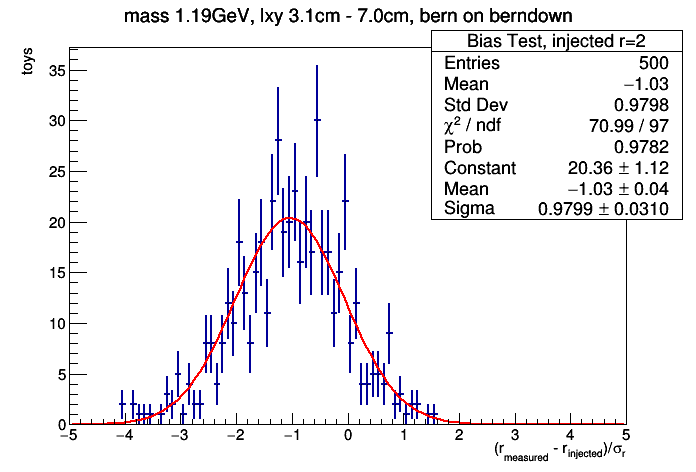 mass 1.19GeV, lxy 3.1cm - 7.0cm, bern on berndown
Bias Test, injected r=2
Entries 500
Mean −1.03
Std Dev 0.9798
χ² / ndf 70.99 / 97
Prob 0.9782
Constant 20.36 ± 1.12
Mean −1.03 ± 0.04
Sigma 0.9799 ± 0.0310
toys
35
30
25
20
15
10
5
0
−5 −4 −3 −2 −1 0 1 2 3 4 5
(r_measured - r_injected)/σ_r